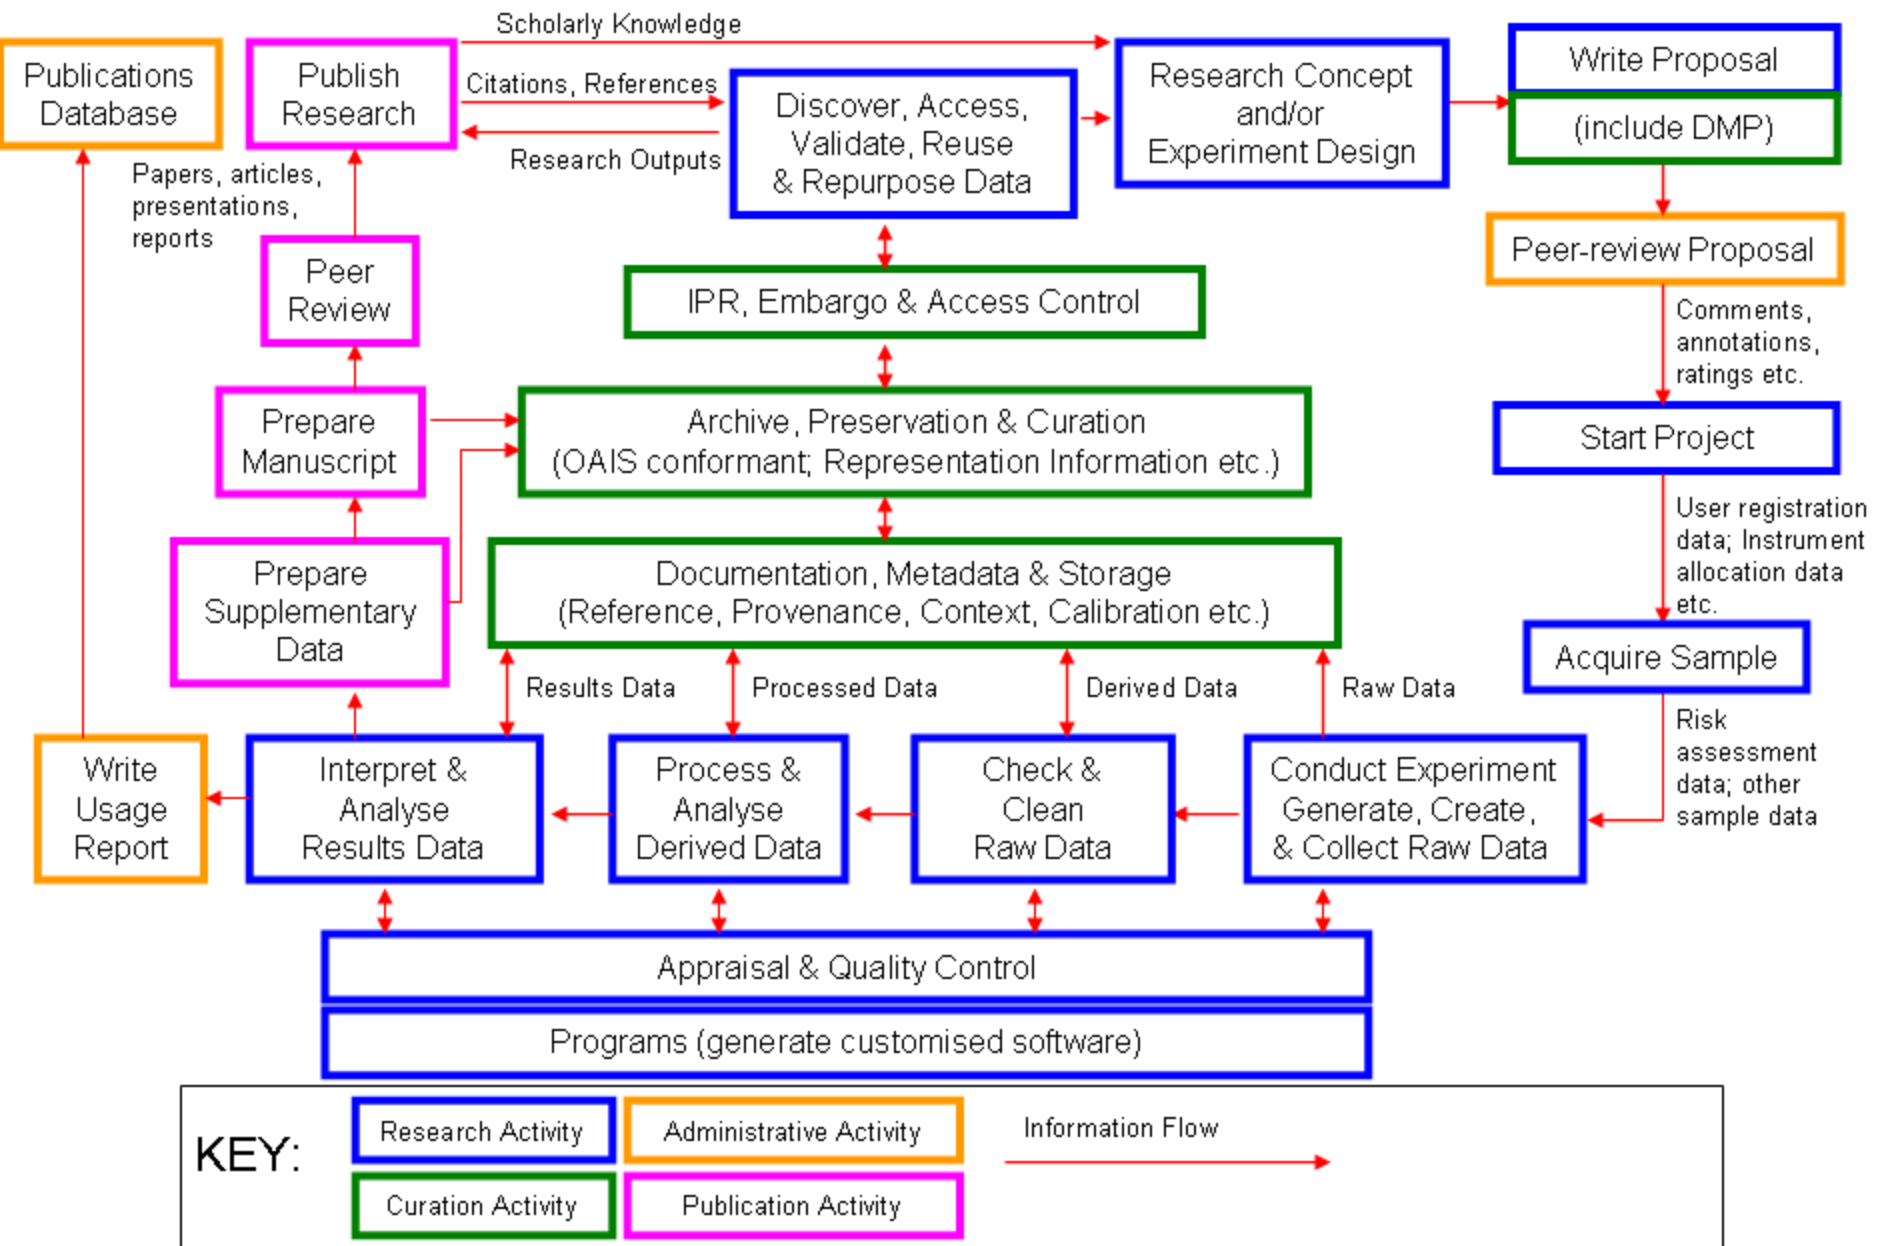 Scholarly Knowledge
Publications
Database
Publish
Research
Citations, References
Research Outputs
Discover, Access,
Validate, Reuse
& Repurpose Data
Research Concept
and/or
Experiment Design
Write Proposal
(include DMP)
Papers, articles,
presentations,
reports
Peer
Review
IPR, Embargo & Access Control
Peer-review Proposal
Comments,
annotations,
ratings etc.
Prepare
Manuscript
Archive, Preservation & Curation
(OAIS conformant; Representation Information etc.)
Start Project
User registration
data; Instrument
allocation data
etc.
Prepare
Supplementary
Data
Documentation, Metadata & Storage
(Reference, Provenance, Context, Calibration etc.)
Acquire Sample
Results Data
Processed Data
Derived Data
Raw Data
Risk
assessment
data; other
sample data
Write
Usage
Report
Interpret &
Analyse
Results Data
Process &
Analyse
Derived Data
Check &
Clean
Raw Data
Conduct Experiment
Generate, Create,
& Collect Raw Data
Appraisal & Quality Control
Programs (generate customised software)
KEY:
Research Activity
Administrative Activity
Information Flow
Curation Activity
Publication Activity